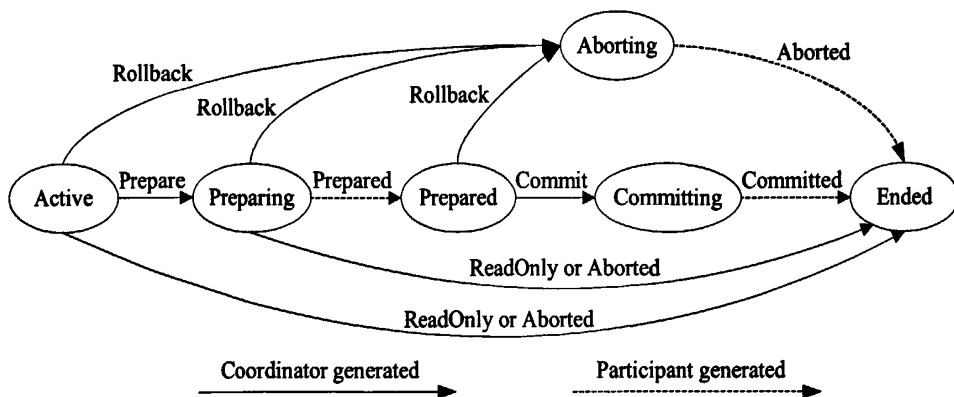 Aborting
Aborted
Rollback
Rollback
Rollback
Active
Prepare
Preparing
Prepared
Prepared
Commit
Committing
Committed
Ended
ReadOnly or Aborted
ReadOnly or Aborted
Coordinator generated
Participant generated